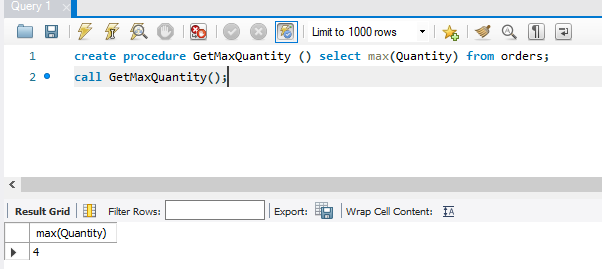 Query 1
Limit to 1000 rows
1 create procedure GetMaxQuantity () select max(Quantity) from orders;
2 call GetMaxQuantity();
Result Grid Filter Rows: Export: Wrap Cell Content: IA
max(Quantity)
4